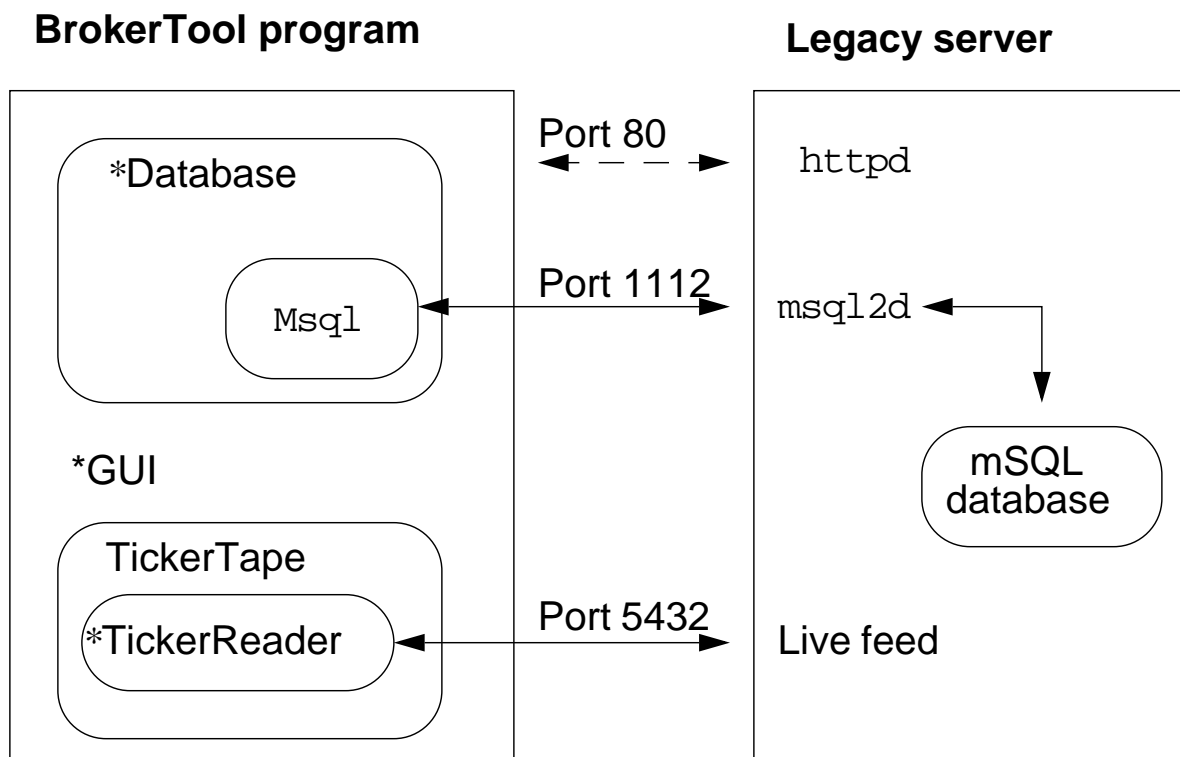 BrokerTool program
Legacy server
Port 80
*Database
httpd
Port 1112
Msql
msql2d
*GUI
mSQL
database
TickerTape
Port 5432
*TickerReader
Live feed